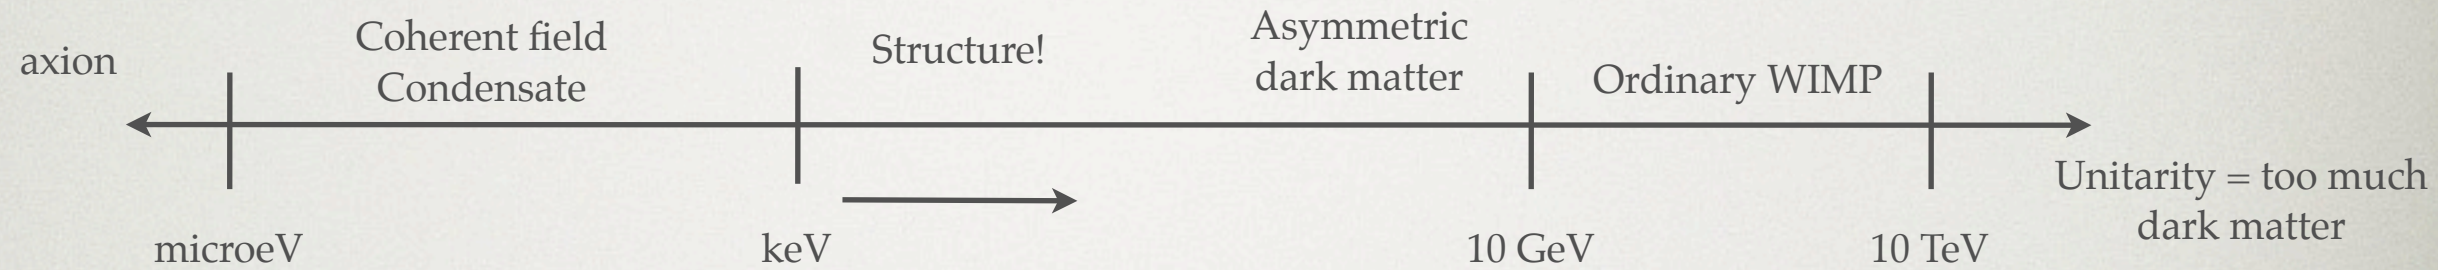 axion
Coherent field
Condensate
Structure!
Asymmetric
dark matter
Ordinary WIMP
Unitarity = too much
dark matter
microeV
keV
10 GeV
10 TeV